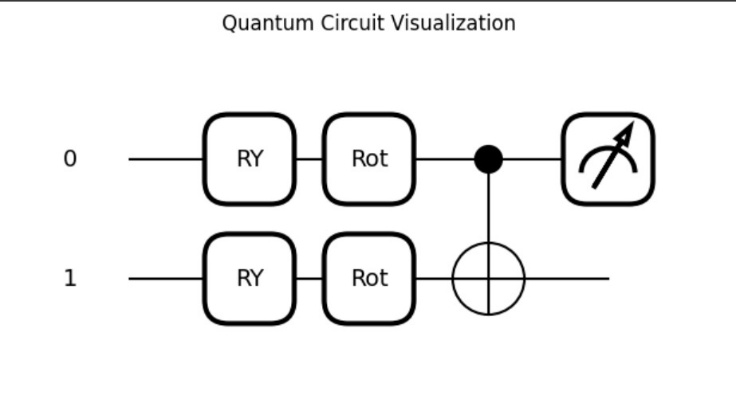 Quantum Circuit Visualization
0 RY Rot
1 RY Rot